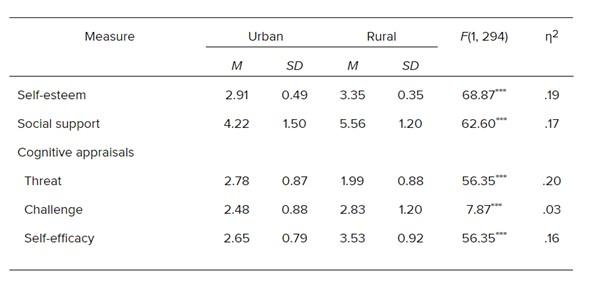 Measure Urban Rural F(1, 294) η2
M SD M SD
Self-esteem 2.91 0.49 3.35 0.35 68.87*** .19
Social support 4.22 1.50 5.56 1.20 62.60*** .17
Cognitive appraisals
Threat 2.78 0.87 1.99 0.88 56.35*** .20
Challenge 2.48 0.88 2.83 1.20 7.87*** .03
Self-efficacy 2.65 0.79 3.53 0.92 56.35*** .16